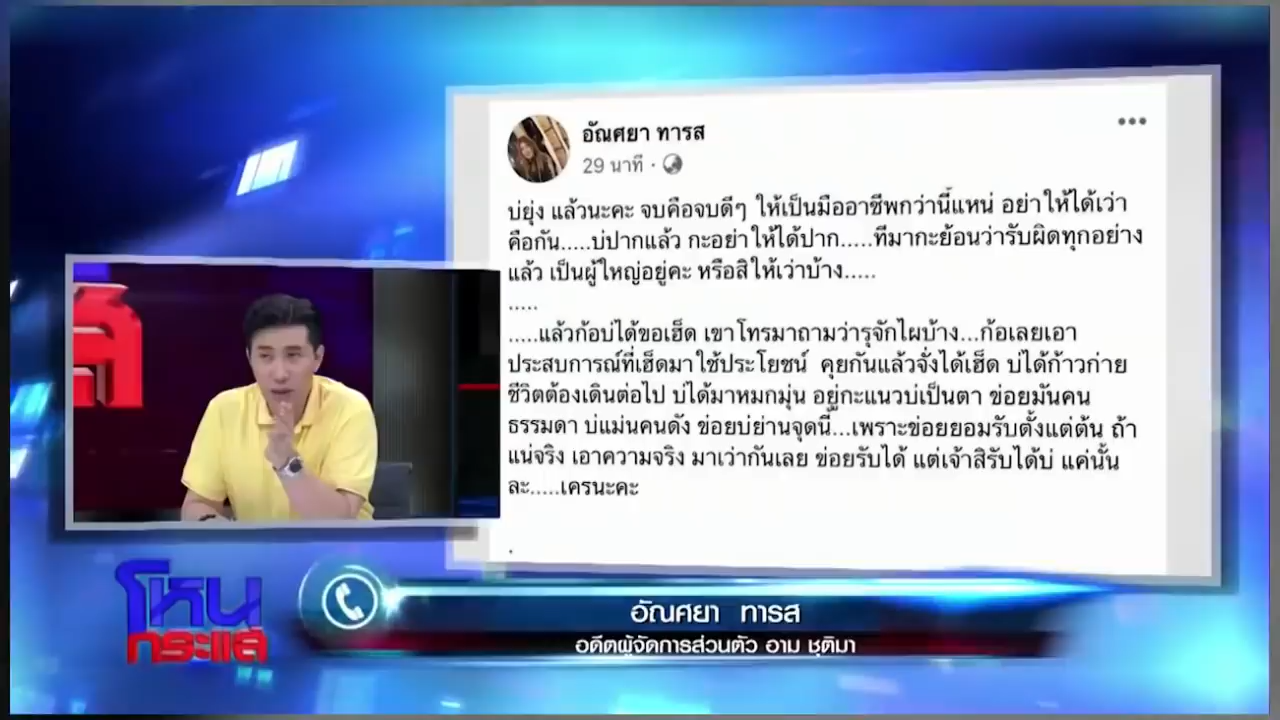 อัณศยา ทารส
29 นาที ·
บ่ยุ่ง แล้วนะคะ จบคือจบดีๆ ให้เป็นมืออาชีพกว่านี้แหน่ อย่าให้ได้เว่า
คือกัน.....บ่ปากแล้ว กะอย่าให้ได้ปาก.....ทีมากะย้อนว่ารับผิดทุกอย่าง
แล้ว เป็นผู้ใหญ่อยู่คะ หรือสิให้เว่าบ้าง.....
.....
.....แล้วก้อบ่ได้ขอเฮ็ด เขาโทรมาถามว่ารุจักไผบ้าง...ก้อเลยเอา
ประสบการณ์ที่เฮ็ดมาใช้ประโยชน์ คุยกันแล้วจั่งได้เฮ็ด บ่ได้ก้าวก่าย
ชีวิตต้องเดินต่อไป บ่ได้มาหมกมุ่น อยู่กะแนวบ่เป็นตา ข่อยมันคน
ธรรมดา บ่แม่นคนดัง ข่อยบ่ย่านจุดนี้...เพราะข่อยยอมรับตั้งแต่ต้น ถ้า
แน่จริง เอาความจริง มาเว่ากันเลย ข่อยรับได้ แต่เจ้าสิรับได้บ่ แค่นั้น
ละ.....เครนะคะ
.
ส
โหน
กระแส
อัณศยา ทารส
อดีตผู้จัดการส่วนตัว อาม ชุติมา